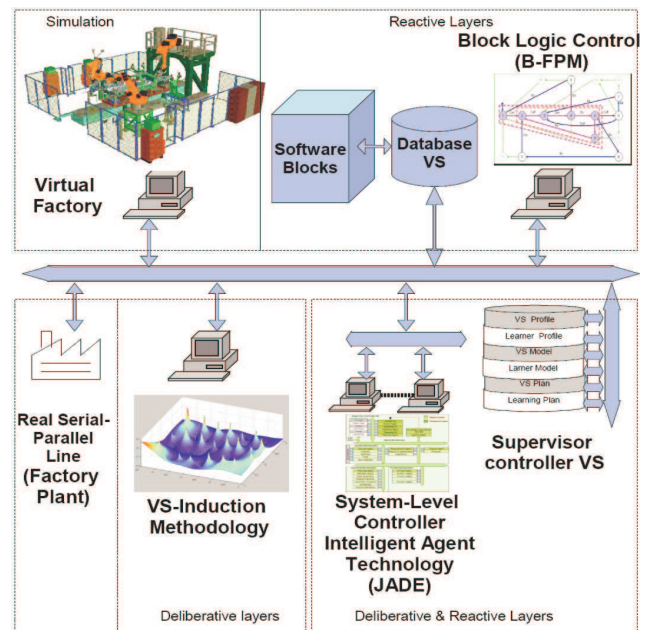 Simulation
Reactive Layers
Block Logic Control
(B-FPM)
Software
Blocks
Database
VS
Virtual
Factory
VS Profile
Learner Profile
VS Model
Larner Model
VS Plan
Learning Plan
Real Serial-
Parallel
Line
(Factory
Plant)
VS-Induction
Methodology
System-Level
Controller
Intelligent Agent
Technology
(JADE)
Supervisor
controller VS
Deliberative layers
Deliberative & Reactive Layers